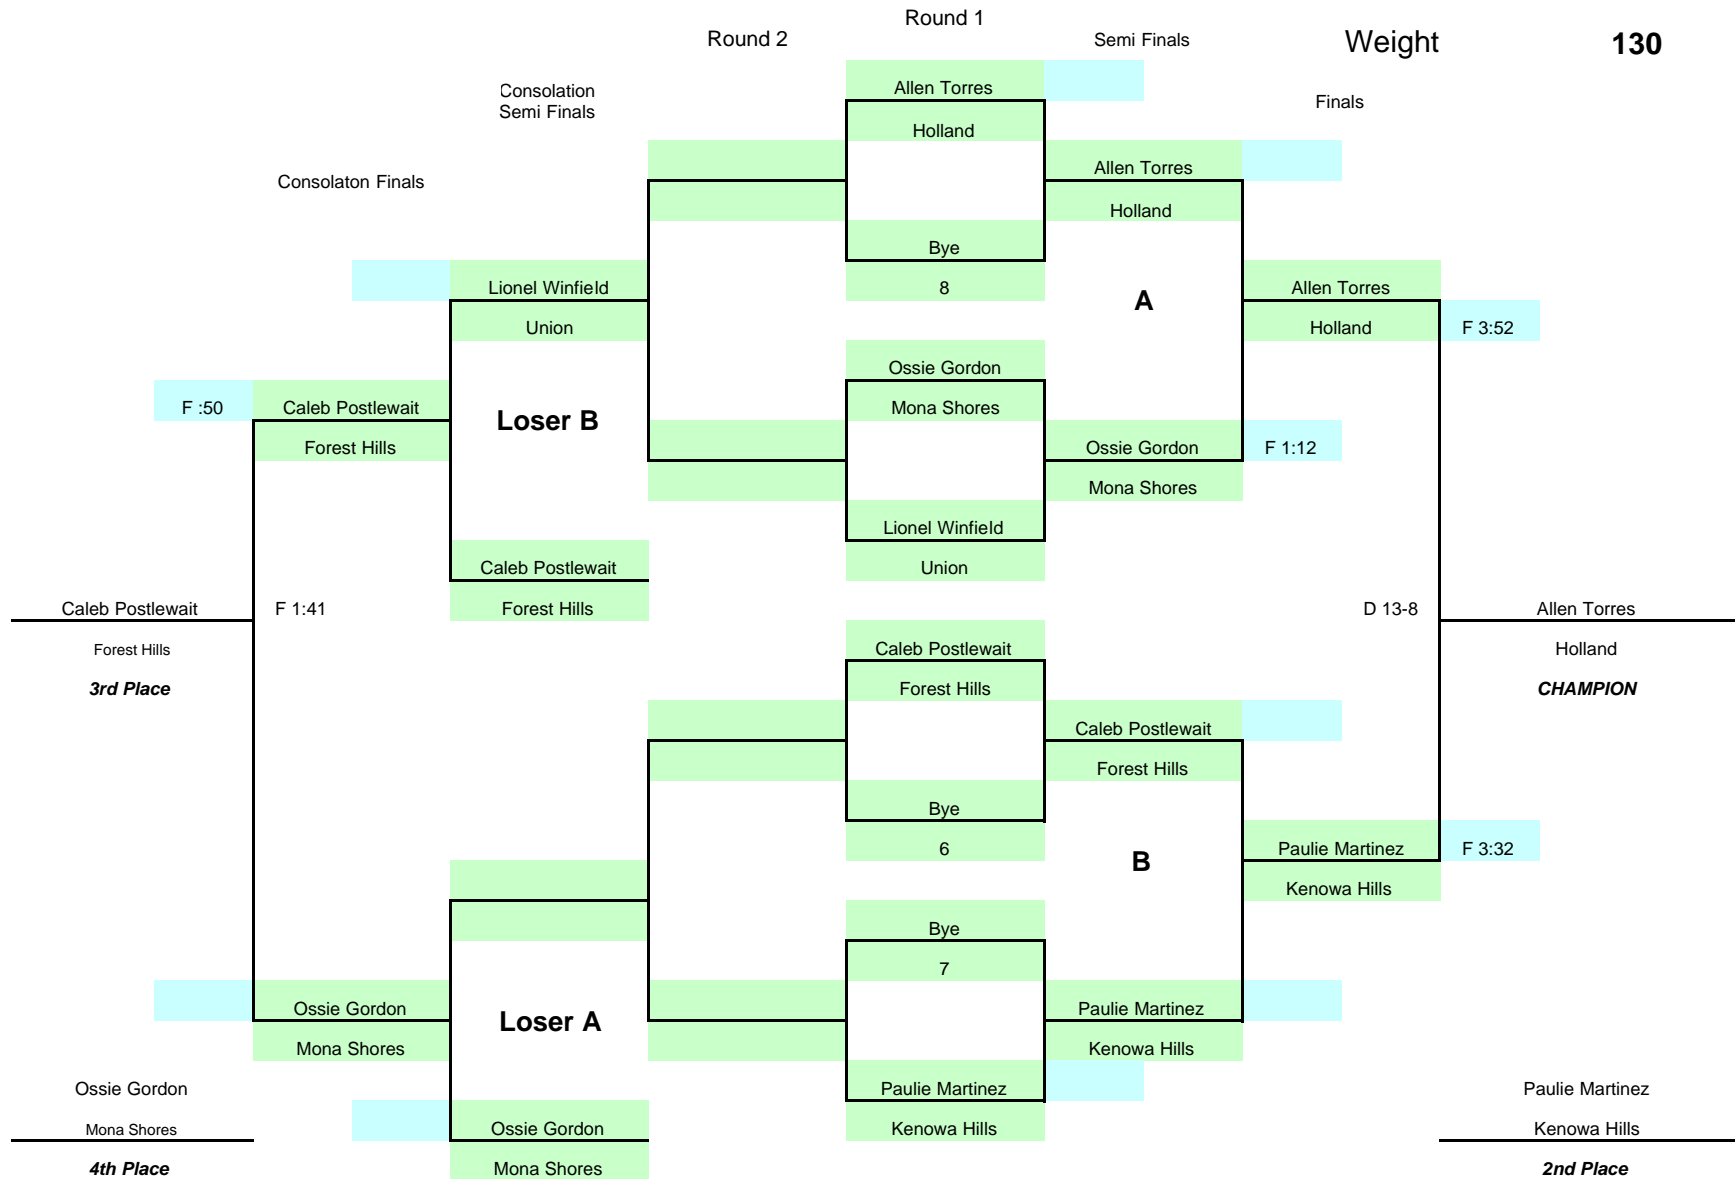 Round 1
Round 2
Semi Finals
Weight
130
Consolation
Semi Finals
Allen Torres
Finals
Holland
Allen Torres
Consolaton Finals
Holland
Bye
Lionel Winfield
8
A
Allen Torres
Union
Holland
F 3:52
Ossie Gordon
F :50
Caleb Postlewait
Loser B
Mona Shores
Forest Hills
Ossie Gordon
F 1:12
Mona Shores
Lionel Winfield
Caleb Postlewait
Union
Caleb Postlewait
F 1:41
Forest Hills
D 13-8
Allen Torres
Forest Hills
Caleb Postlewait
Holland
3rd Place
Forest Hills
CHAMPION
Caleb Postlewait
Forest Hills
Bye
6
B
Paulie Martinez
F 3:32
Kenowa Hills
Bye
7
Ossie Gordon
Loser A
Paulie Martinez
Mona Shores
Kenowa Hills
Ossie Gordon
Paulie Martinez
Paulie Martinez
Mona Shores
Ossie Gordon
Kenowa Hills
Kenowa Hills
4th Place
Mona Shores
2nd Place